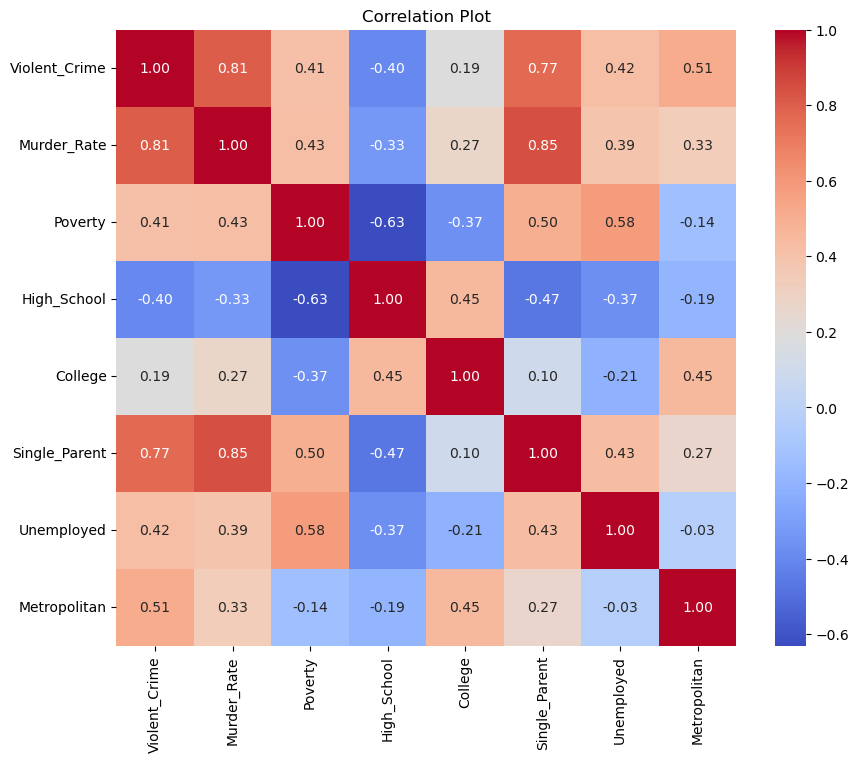 Correlation Plot
Violent_Crime 1.00 0.81 0.41 -0.40 0.19 0.77 0.42 0.51
Murder_Rate 0.81 1.00 0.43 -0.33 0.27 0.85 0.39 0.33
Poverty 0.41 0.43 1.00 -0.63 -0.37 0.50 0.58 -0.14
High_School -0.40 -0.33 -0.63 1.00 0.45 -0.47 -0.37 -0.19
College 0.19 0.27 -0.37 0.45 1.00 0.10 -0.21 0.45
Single_Parent 0.77 0.85 0.50 -0.47 0.10 1.00 0.43 0.27
Unemployed 0.42 0.39 0.58 -0.37 -0.21 0.43 1.00 -0.03
Metropolitan 0.51 0.33 -0.14 -0.19 0.45 0.27 -0.03 1.00
Violent_Crime
Murder_Rate
Poverty
High_School
College
Single_Parent
Unemployed
Metropolitan
1.0
0.8
0.6
0.4
0.2
0.0
−0.2
−0.4
−0.6